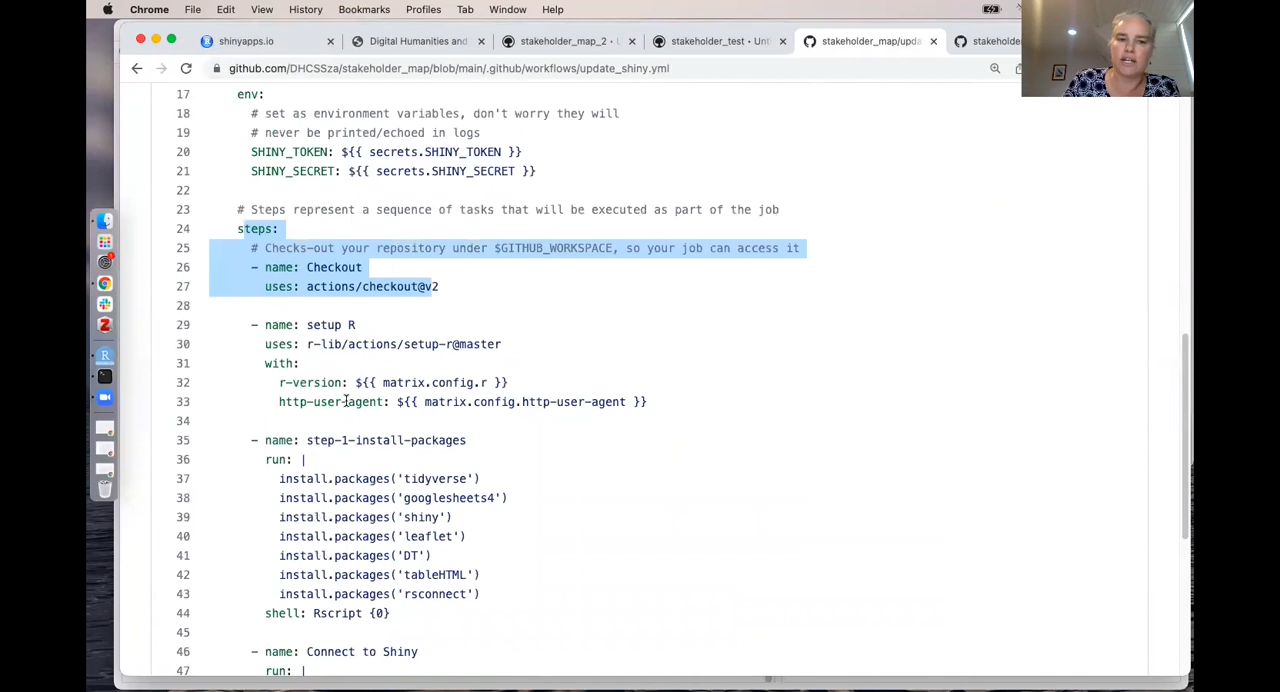 Chrome File Edit View History Bookmarks Profiles Tab Window Help
shinyapps.io
Digital Humanities and
stakeholder_map_2 • U
stakeholder_test • Unt
stakeholder_map/upda
stakeholde
github.com/DHCSSza/stakeholder_map/blob/main/.github/workflows/update_shiny.yml
17 env:
18 # set as environment variables, don't worry they will
19 # never be printed/echoed in logs
20 SHINY_TOKEN: ${{ secrets.SHINY_TOKEN }}
21 SHINY_SECRET: ${{ secrets.SHINY_SECRET }}
22
23 # Steps represent a sequence of tasks that will be executed as part of the job
24 steps:
25 # Checks-out your repository under $GITHUB_WORKSPACE, so your job can access it
26 - name: Checkout
27 uses: actions/checkout@v2
28
29 - name: setup R
30 uses: r-lib/actions/setup-r@master
31 with:
32 r-version: ${{ matrix.config.r }}
33 http-user-agent: ${{ matrix.config.http-user-agent }}
34
35 - name: step-1-install-packages
36 run: |
37 install.packages('tidyverse')
38 install.packages('googlesheets4')
39 install.packages('shiny')
40 install.packages('leaflet')
41 install.packages('DT')
42 install.packages('tableHTML')
43 install.packages('rsconnect')
44 shell: Rscript {0}
45
46 - name: Connect to Shiny
47 run: |